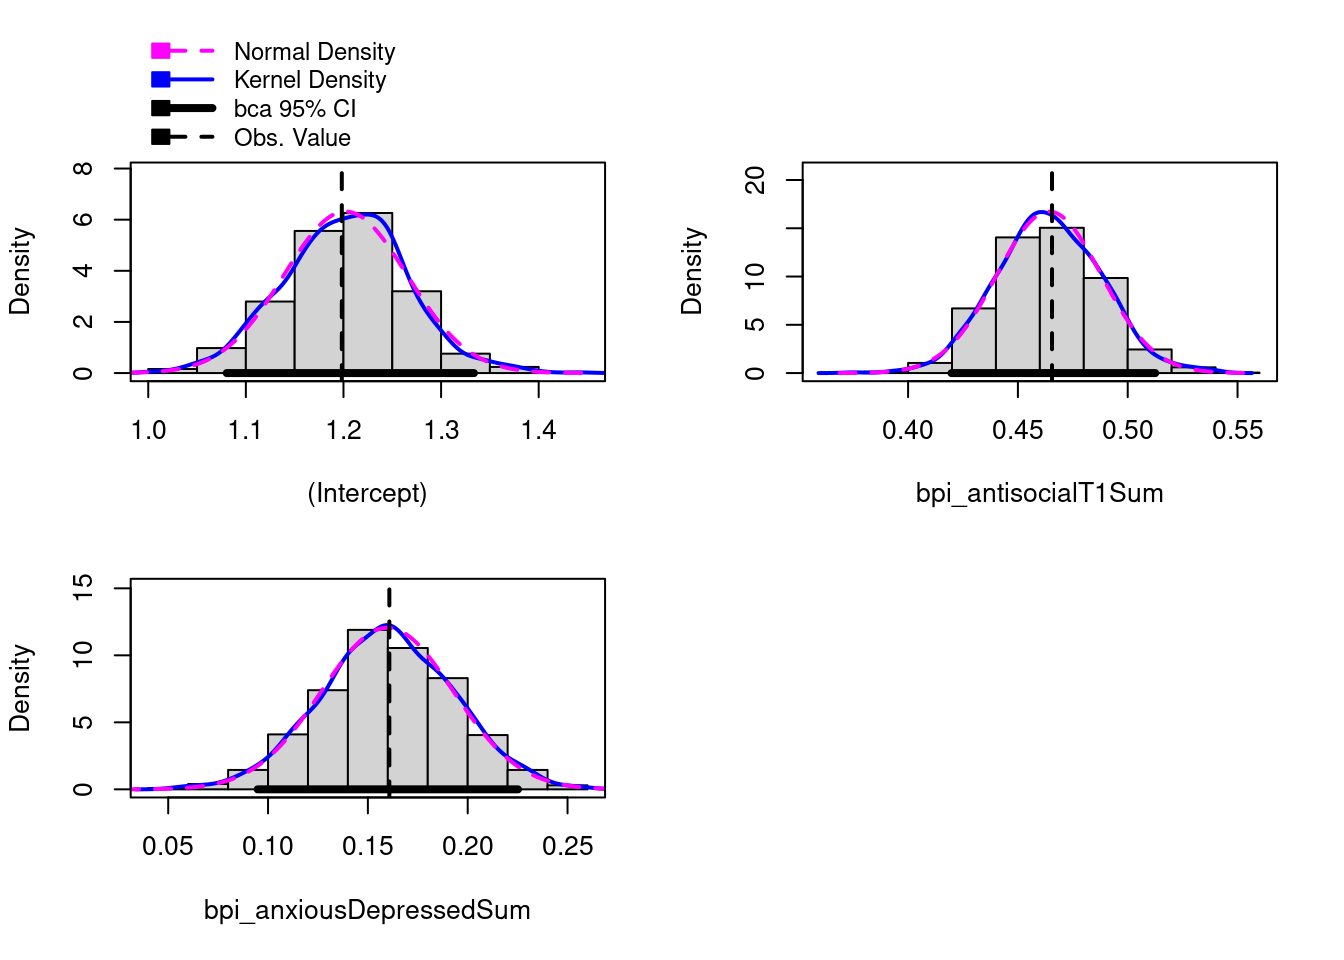 Normal Density
Kernel Density
bca 95% CI
Obs. Value
Density
0 2 4 6 8
1.0 1.1 1.2 1.3 1.4
(Intercept)
Density
0 5 10 20
0.40 0.45 0.50 0.55
bpi_antisocialT1Sum
Density
0 5 10 15
0.05 0.10 0.15 0.20 0.25
bpi_anxiousDepressedSum